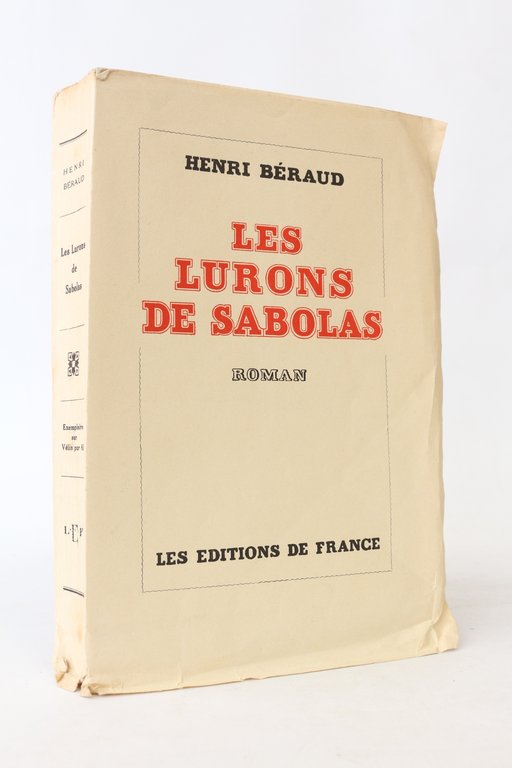 HENRI BÉRAUD
LES
LURONS
DE SABOLAS
ROMAN
LES EDITIONS DE FRANCE
HENRI
BÉRAUD
Les Lurons
de
Sabolas
Exemplaire
sur
Vélin pur fil
L. E F